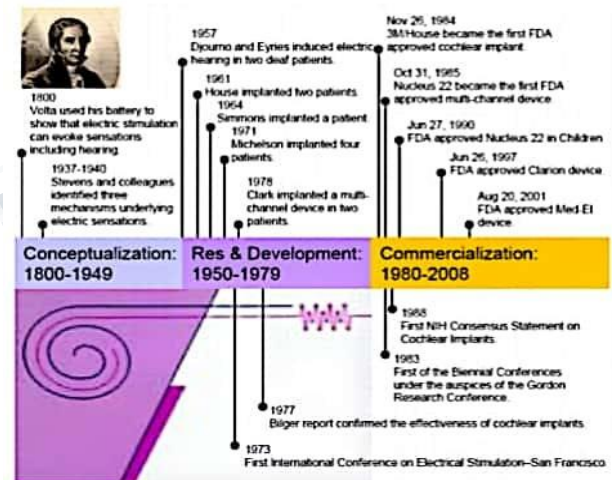 1800
Volta used his battery to
show that electric stimulation
can evoke sensations
including hearing.
1937-1940
Stevens and colleagues
identified three
mechanisms underlying
electric sensations.
1957
Djourno and Eyries induced electric
hearing in two deaf patients.
1961
House implanted two patients.
1964
Simmons implanted a patient.
1971
Michelson implanted four
patients.
1978
Clark implanted a multi-
channel device in two
patients.
Nov 26, 1984
3M/House became the first FDA
approved cochlear implant.
Oct 31, 1985
Nucleus 22 became the first FDA
approved multi-channel device.
Jun 27, 1990
FDA approved Nucleus 22 in Children
Jun 26, 1997
FDA approved Clarion device.
Aug 20, 2001
FDA approved Med-El
device.
Conceptualization:
1800-1949
Res & Development:
1950-1979
Commercialization:
1980-2008
1988
First NIH Consensus Statement on
Cochlear Implants.
1983
First of the Biennial Conferences
under the auspices of the Gordon
Research Conference.
1977
Bilger report confirmed the effectiveness of cochlear implants.
1973
First International Conference on Electrical Stimulation–San Francisco.